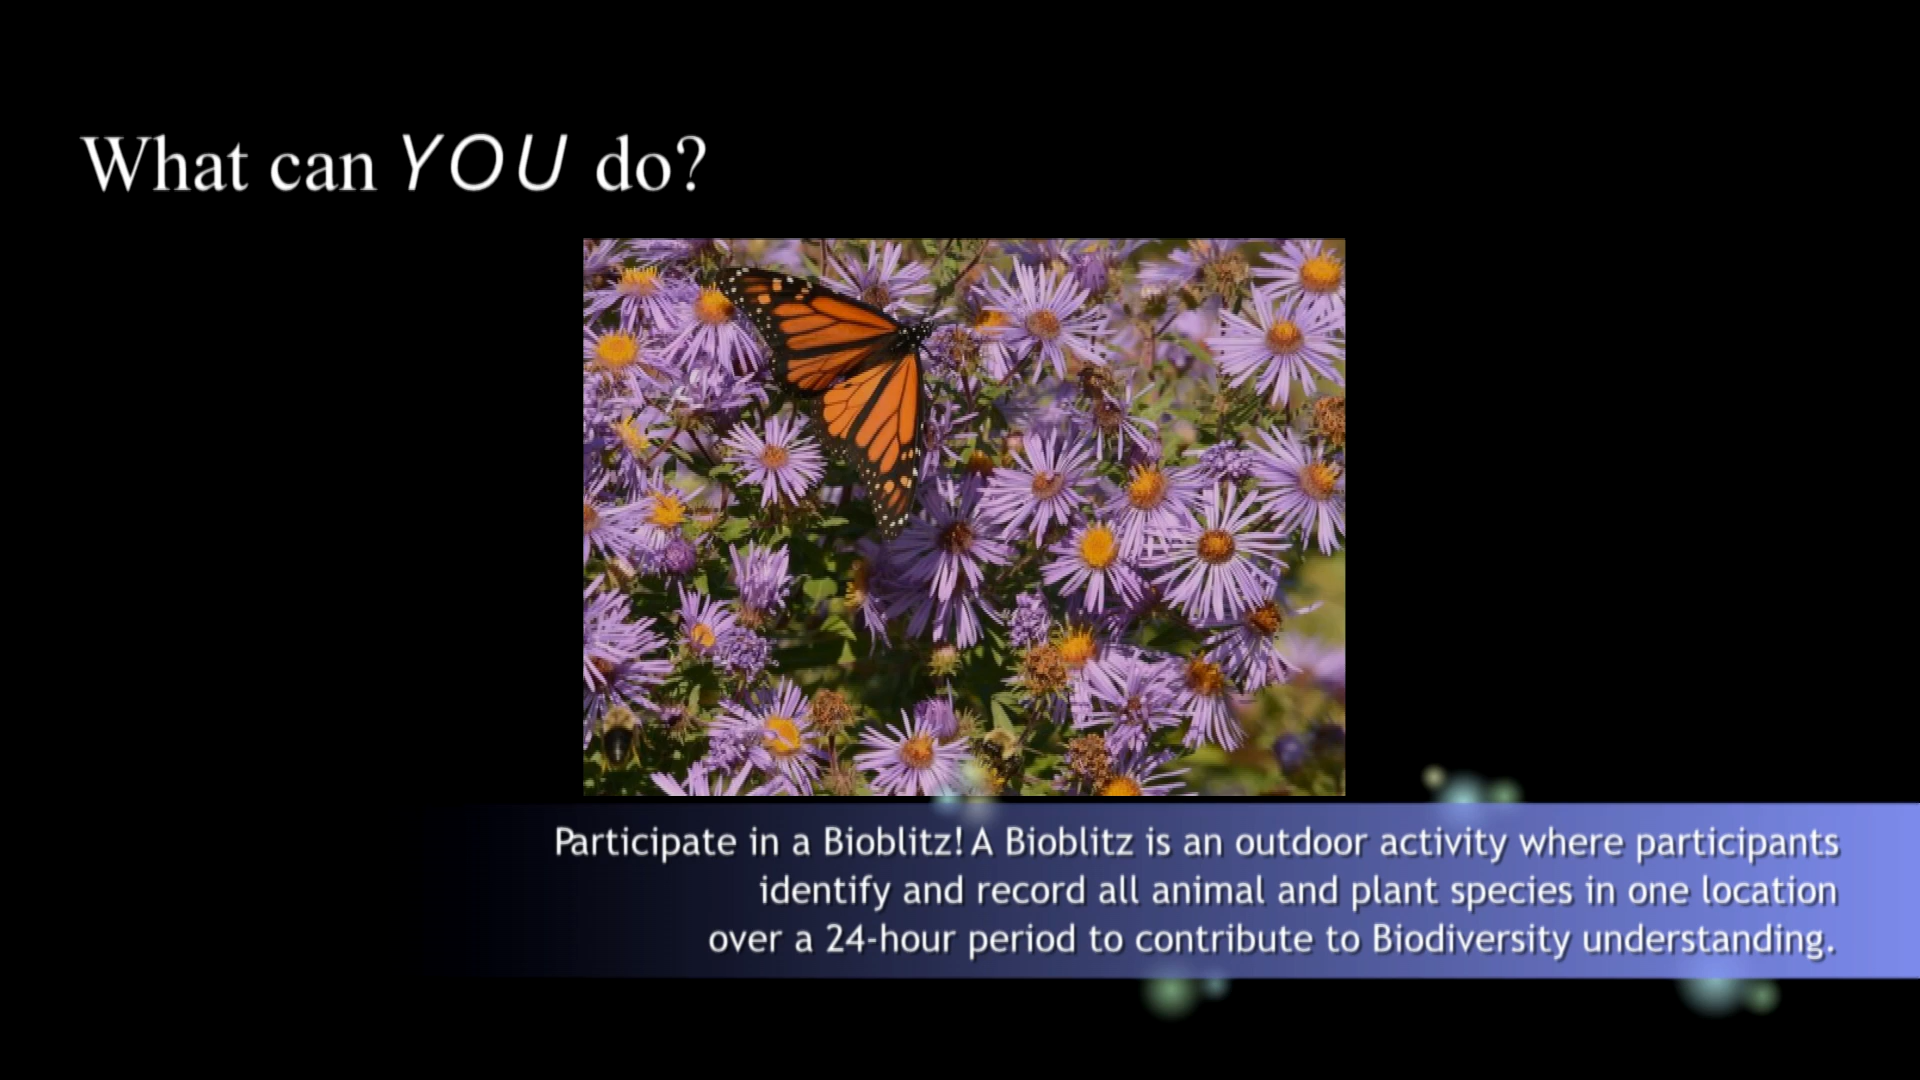 What can YOU do?
Participate in a Bioblitz! A Bioblitz is an outdoor activity where participants
identify and record all animal and plant species in one location
over a 24-hour period to contribute to Biodiversity understanding.